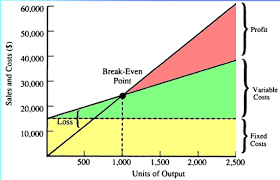 Sales and Costs ($)
60,000
50,000
40,000
30,000
20,000
10,000
Break-Even
Point
Loss
Profit
Variable
Costs
Fixed
Costs
500
1,000
1,500
2,000
2,500
Units of Output